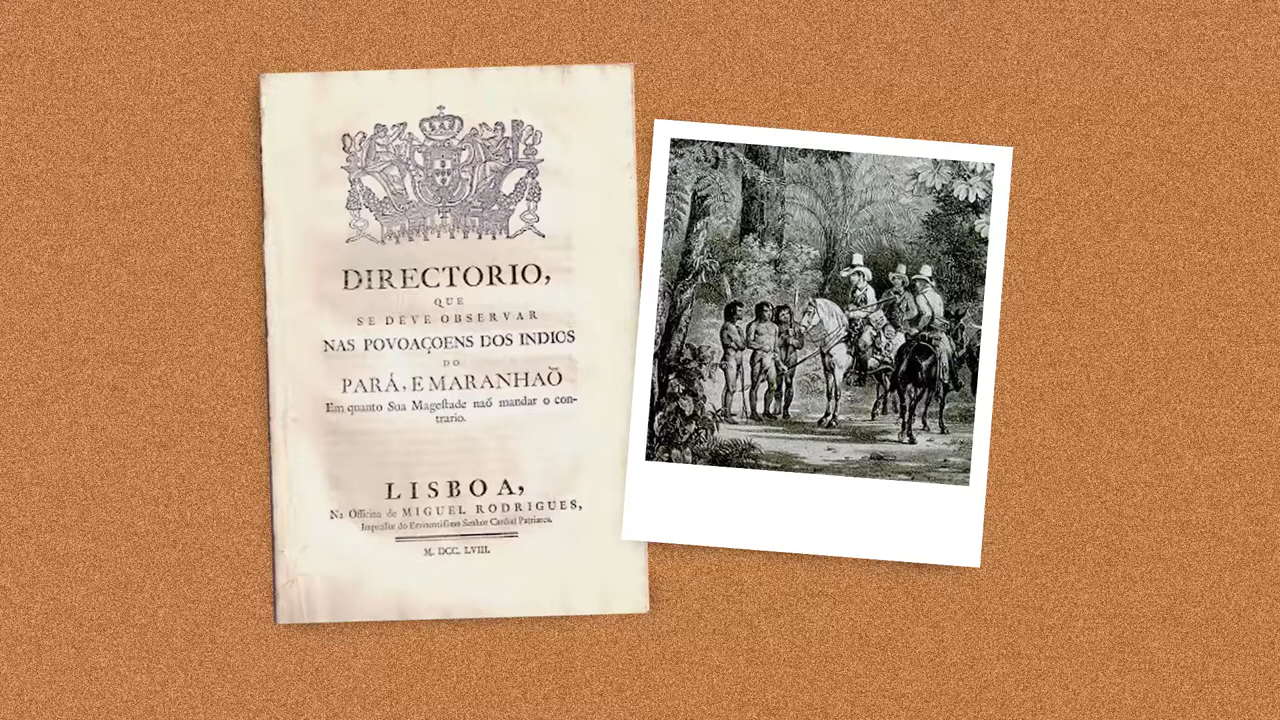 DIRECTORIO,
QUE
SE DEVE OBSERVAR
NAS POVOAÇOENS DOS INDIOS
DO
PARÁ, E MARANHAÕ
Em quanto Sua Mageſtade naõ mandar o con-
trario.
LISBOA,
Na Officina de MIGUEL RODRIGUES,
Impreſſor do Eminentiſſimo Senhor Cardial Patriarca.
M. DCC. LVIII.